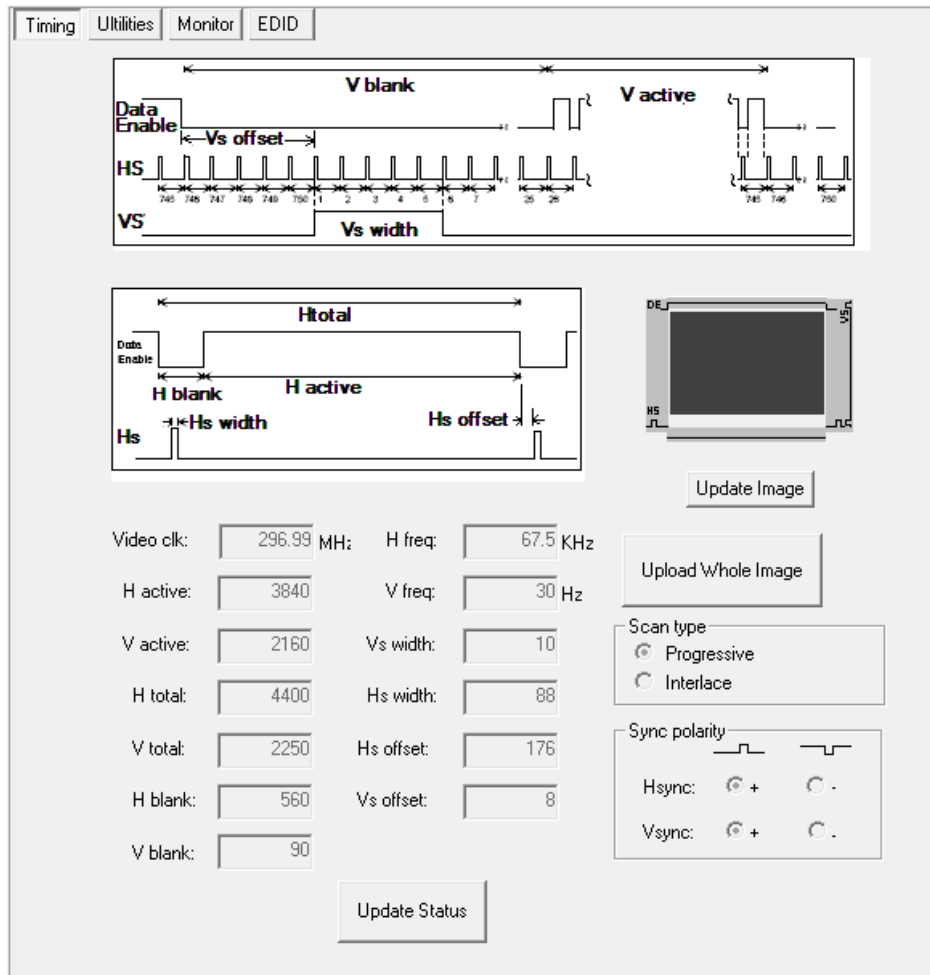 Timing Ultilities Monitor EDID
V blank
V active
Data
Enable
Vs offset
HS
745 746 747 748 749 750 1 2 3 4 5 6 7 25 26 745 746 750
VS
Vs width
Htotal
Data
Enable
H blank
H active
Hs width
Hs offset
Hs
DE
VS
HS
Update Image
Video clk: 296.99 MHz H freq: 67.5 KHz
H active: 3840 V freq: 30 Hz
V active: 2160 Vs width: 10
H total: 4400 Hs width: 88
V total: 2250 Hs offset: 176
H blank: 560 Vs offset: 8
V blank: 90
Upload Whole Image
Scan type
Progressive
Interlace
Sync polarity
Hsync: + -
Vsync: + -
Update Status